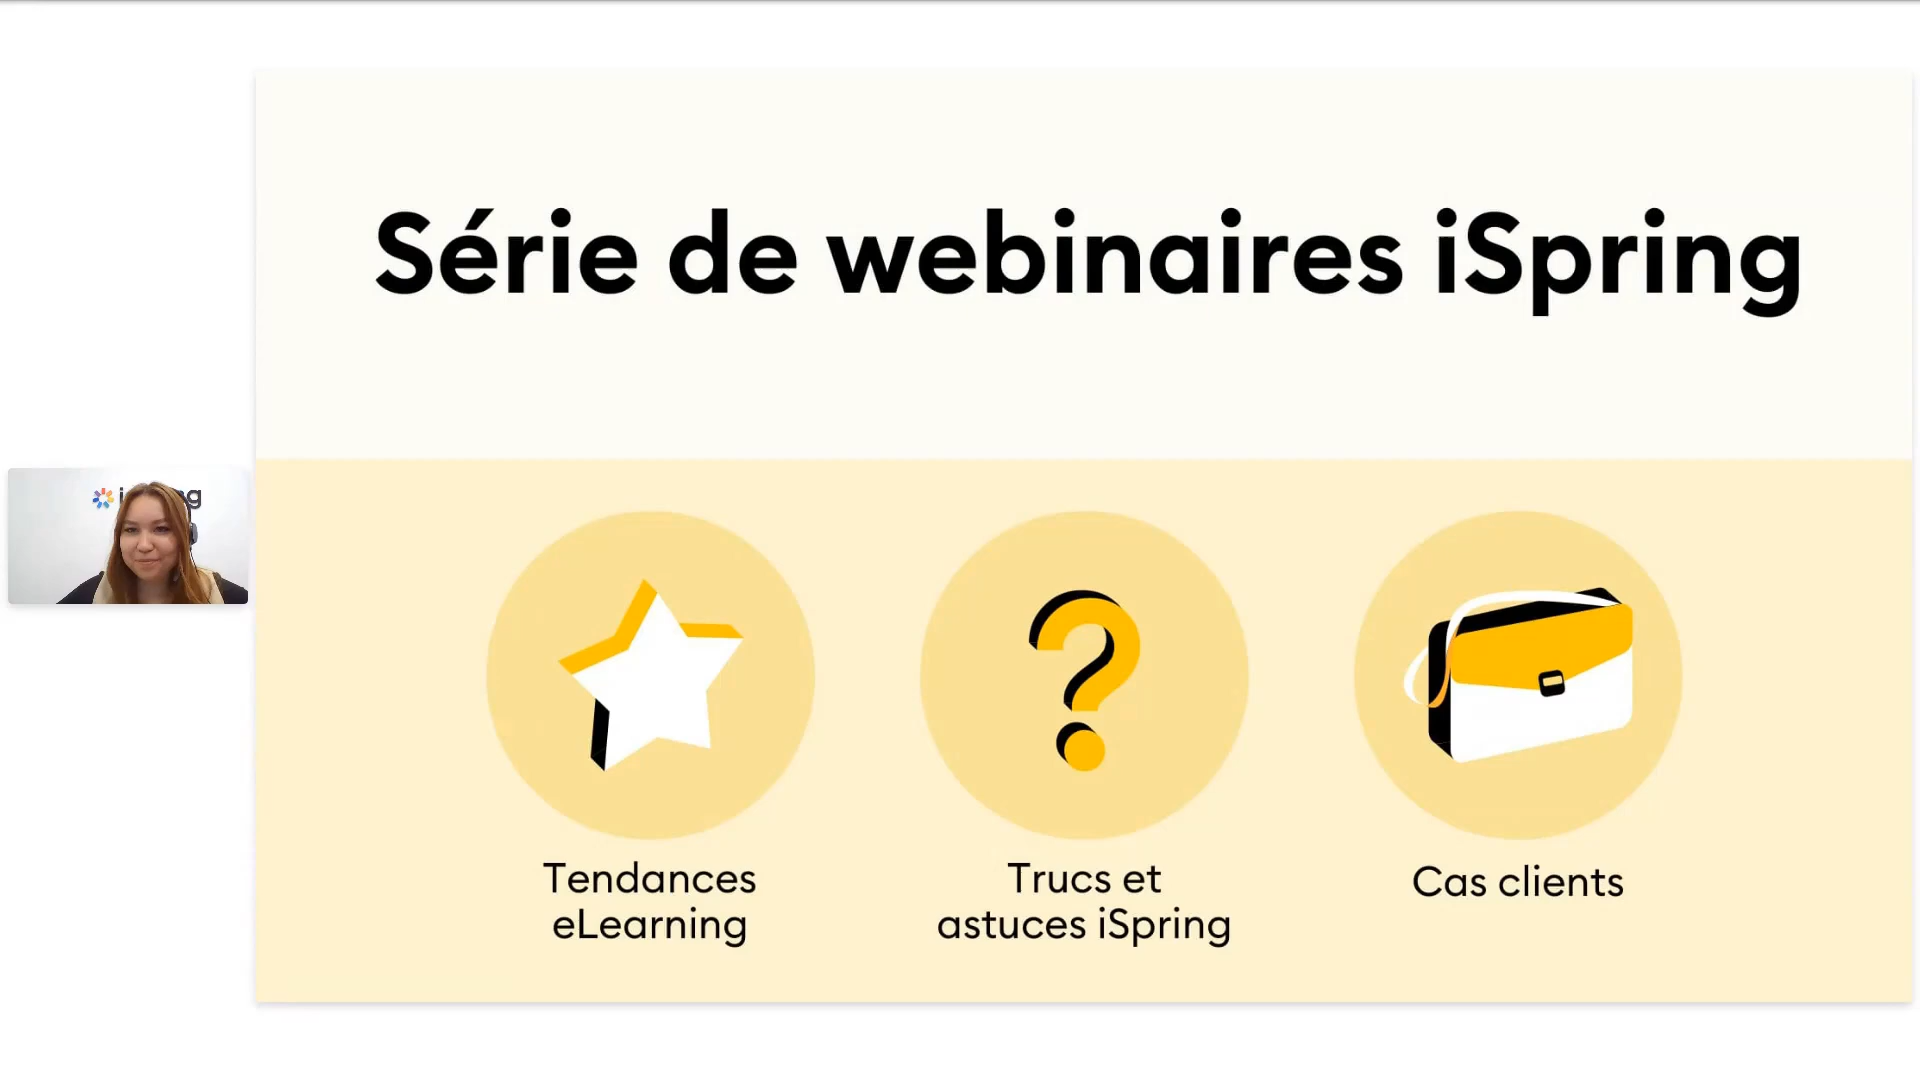 Série de webinaires iSpring
Tendances
eLearning
Trucs et
astuces iSpring
Cas clients